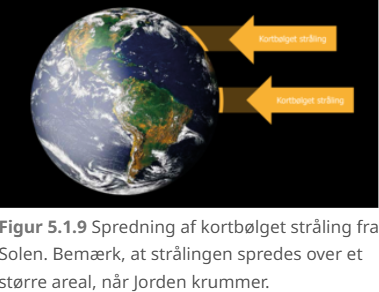 Kortbølget stråling
Kortbølget stråling
Figur 5.1.9 Spredning af kortbølget stråling fra
Solen. Bemærk, at strålingen spredes over et
større areal, når Jorden krummer.